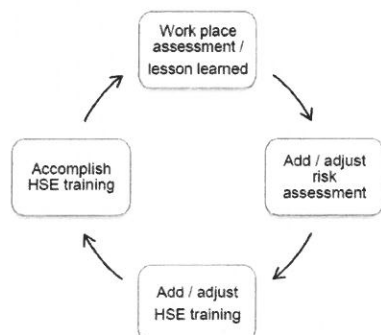 Work place
assessment /
lesson learned
Add / adjust
risk
assessment
Add / adjust
HSE training
Accomplish
HSE training